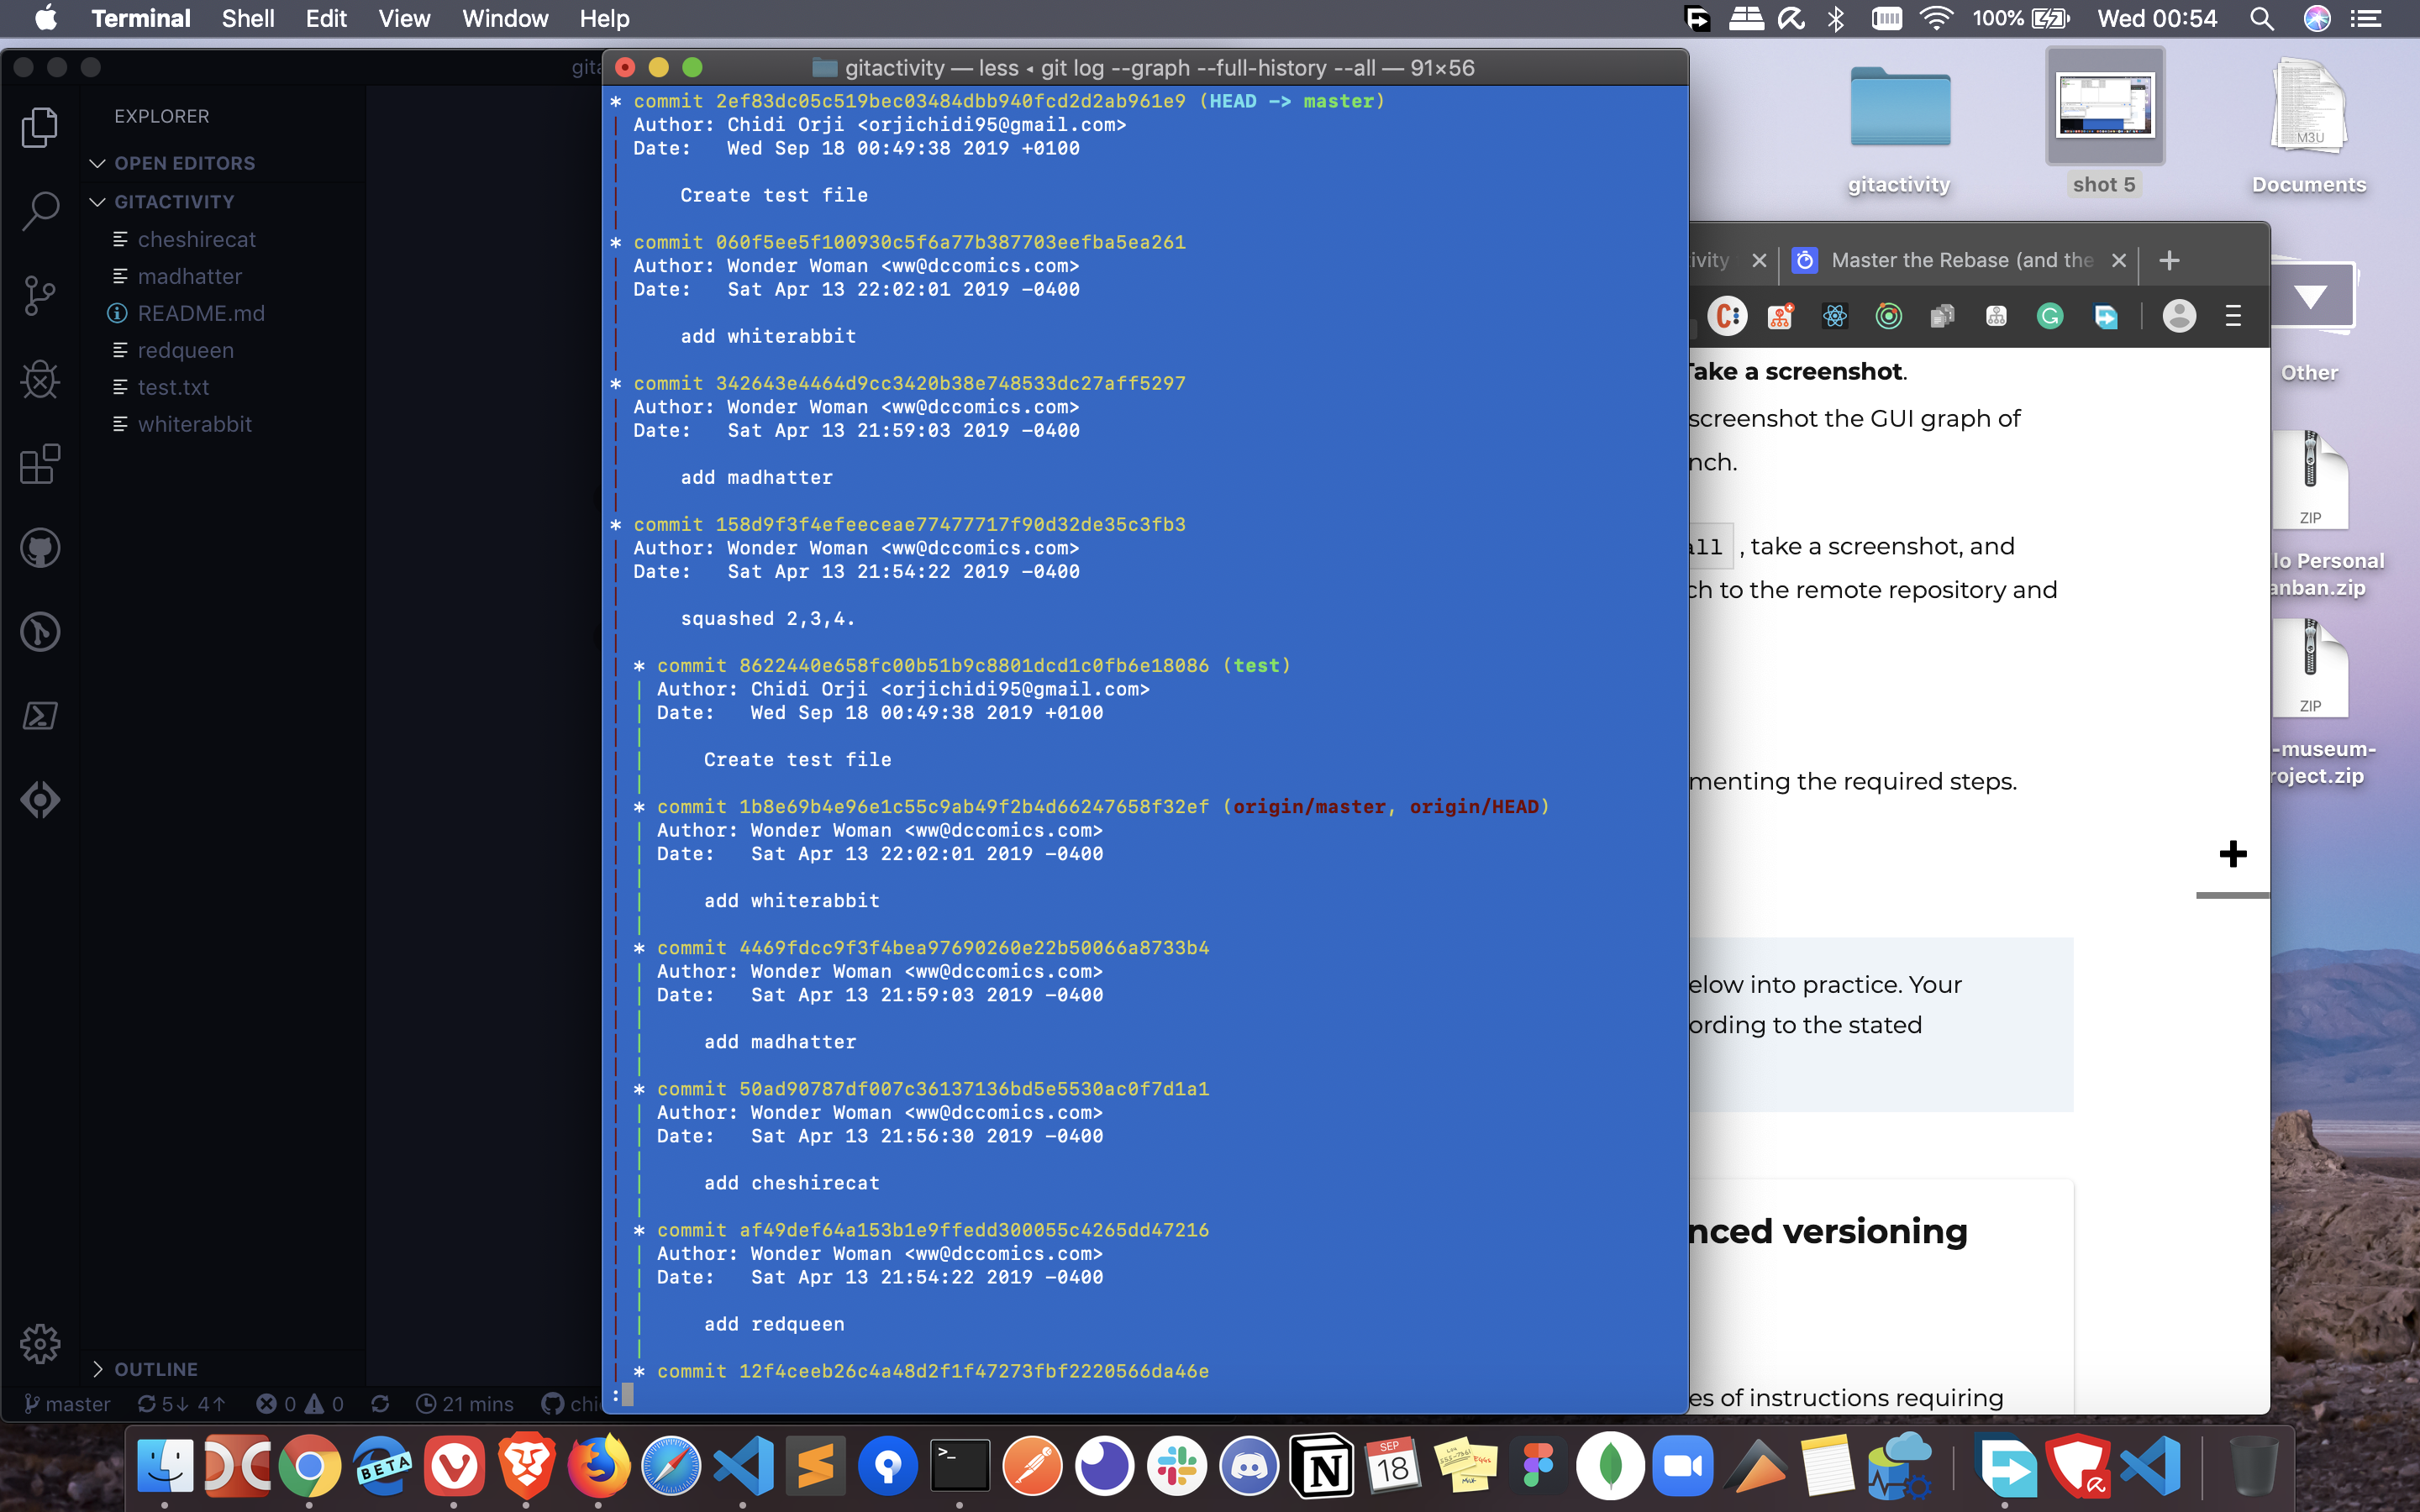 Terminal Shell Edit View Window Help 100% Wed 00:54
gita
gitactivity — less ◂ git log --graph --full-history --all — 91×56
EXPLORER
OPEN EDITORS
GITACTIVITY
cheshirecat
madhatter
README.md
redqueen
test.txt
whiterabbit
OUTLINE
master 5↓ 4↑ 0 0 21 mins chi
* commit 2ef83dc05c519bec03484dbb940fcd2d2ab961e9 (HEAD -> master)
| Author: Chidi Orji <orjichidi95@gmail.com>
| Date:   Wed Sep 18 00:49:38 2019 +0100
|
|     Create test file
|
* commit 060f5ee5f100930c5f6a77b387703eefba5ea261
| Author: Wonder Woman <ww@dccomics.com>
| Date:   Sat Apr 13 22:02:01 2019 -0400
|
|     add whiterabbit
|
* commit 342643e4464d9cc3420b38e748533dc27aff5297
| Author: Wonder Woman <ww@dccomics.com>
| Date:   Sat Apr 13 21:59:03 2019 -0400
|
|     add madhatter
|
* commit 158d9f3f4efeeceae77477717f90d32de35c3fb3
| Author: Wonder Woman <ww@dccomics.com>
| Date:   Sat Apr 13 21:54:22 2019 -0400
|
|     squashed 2,3,4.
|
| * commit 8622440e658fc00b51b9c8801dcd1c0fb6e18086 (test)
| | Author: Chidi Orji <orjichidi95@gmail.com>
| | Date:   Wed Sep 18 00:49:38 2019 +0100
| |
| |     Create test file
| |
| * commit 1b8e69b4e96e1c55c9ab49f2b4d66247658f32ef (origin/master, origin/HEAD)
| | Author: Wonder Woman <ww@dccomics.com>
| | Date:   Sat Apr 13 22:02:01 2019 -0400
| |
| |     add whiterabbit
| |
| * commit 4469fdcc9f3f4bea97690260e22b50066a8733b4
| | Author: Wonder Woman <ww@dccomics.com>
| | Date:   Sat Apr 13 21:59:03 2019 -0400
| |
| |     add madhatter
| |
| * commit 50ad90787df007c36137136bd5e5530ac0f7d1a1
| | Author: Wonder Woman <ww@dccomics.com>
| | Date:   Sat Apr 13 21:56:30 2019 -0400
| |
| |     add cheshirecat
| |
| * commit af49def64a153b1e9ffedd300055c4265dd47216
| | Author: Wonder Woman <ww@dccomics.com>
| | Date:   Sat Apr 13 21:54:22 2019 -0400
| |
| |     add redqueen
| |
| * commit 12f4ceeb26c4a48d2f1f47273fbf2220566da46e
:
ivity Master the Rebase (and the
Take a screenshot.
screenshot the GUI graph of
nch.
all , take a screenshot, and
ch to the remote repository and
menting the required steps.
elow into practice. Your
ording to the stated
nced versioning
es of instructions requiring
gitactivity
shot 5
M3U
Documents
Other
ZIP
lo Personal
anban.zip
ZIP
-museum-
roject.zip
BETA
SEP
18